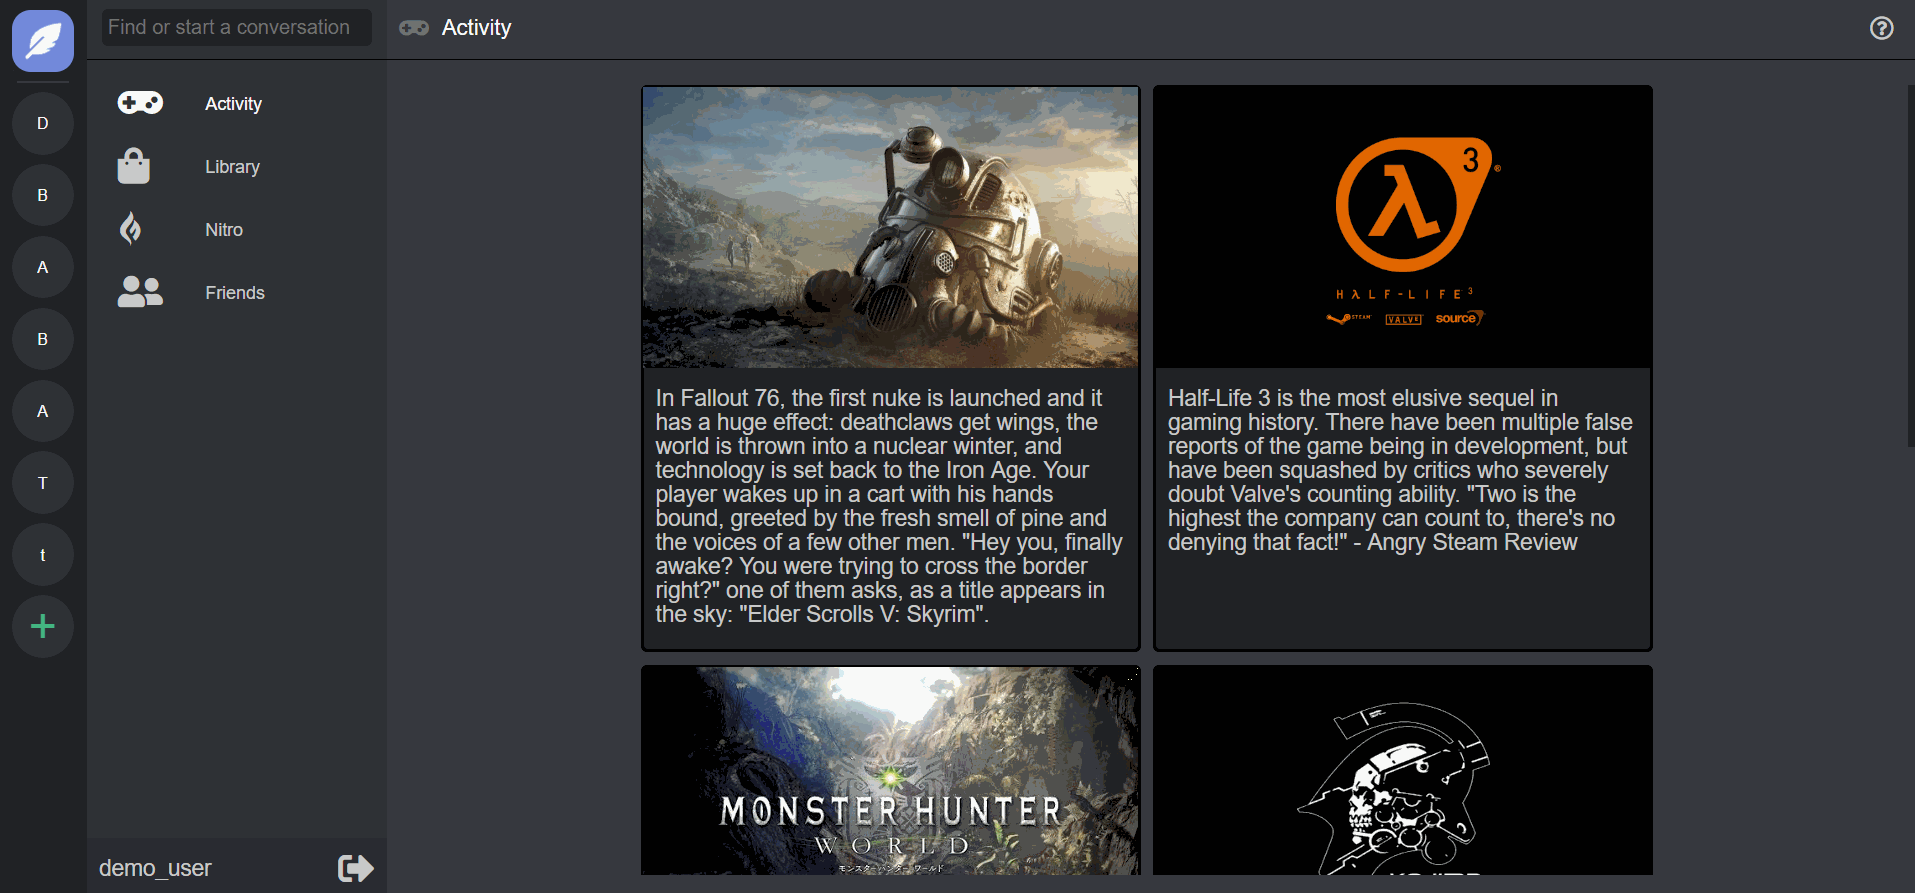 Find or start a conversation
Activity
D
B
A
B
A
T
t
Activity
Library
Nitro
Friends
demo_user
In Fallout 76, the first nuke is launched and it
has a huge effect: deathclaws get wings, the
world is thrown into a nuclear winter, and
technology is set back to the Iron Age. Your
player wakes up in a cart with his hands
bound, greeted by the fresh smell of pine and
the voices of a few other men. "Hey you, finally
awake? You were trying to cross the border
right?" one of them asks, as a title appears in
the sky: "Elder Scrolls V: Skyrim".
3
®
HλLF-LIFE³
STEAM
VALVE
source
Half-Life 3 is the most elusive sequel in
gaming history. There have been multiple false
reports of the game being in development, but
have been squashed by critics who severely
doubt Valve's counting ability. "Two is the
highest the company can count to, there's no
denying that fact!" - Angry Steam Review
MONSTER HUNTER
WORLD
モンスターハンター ワールド